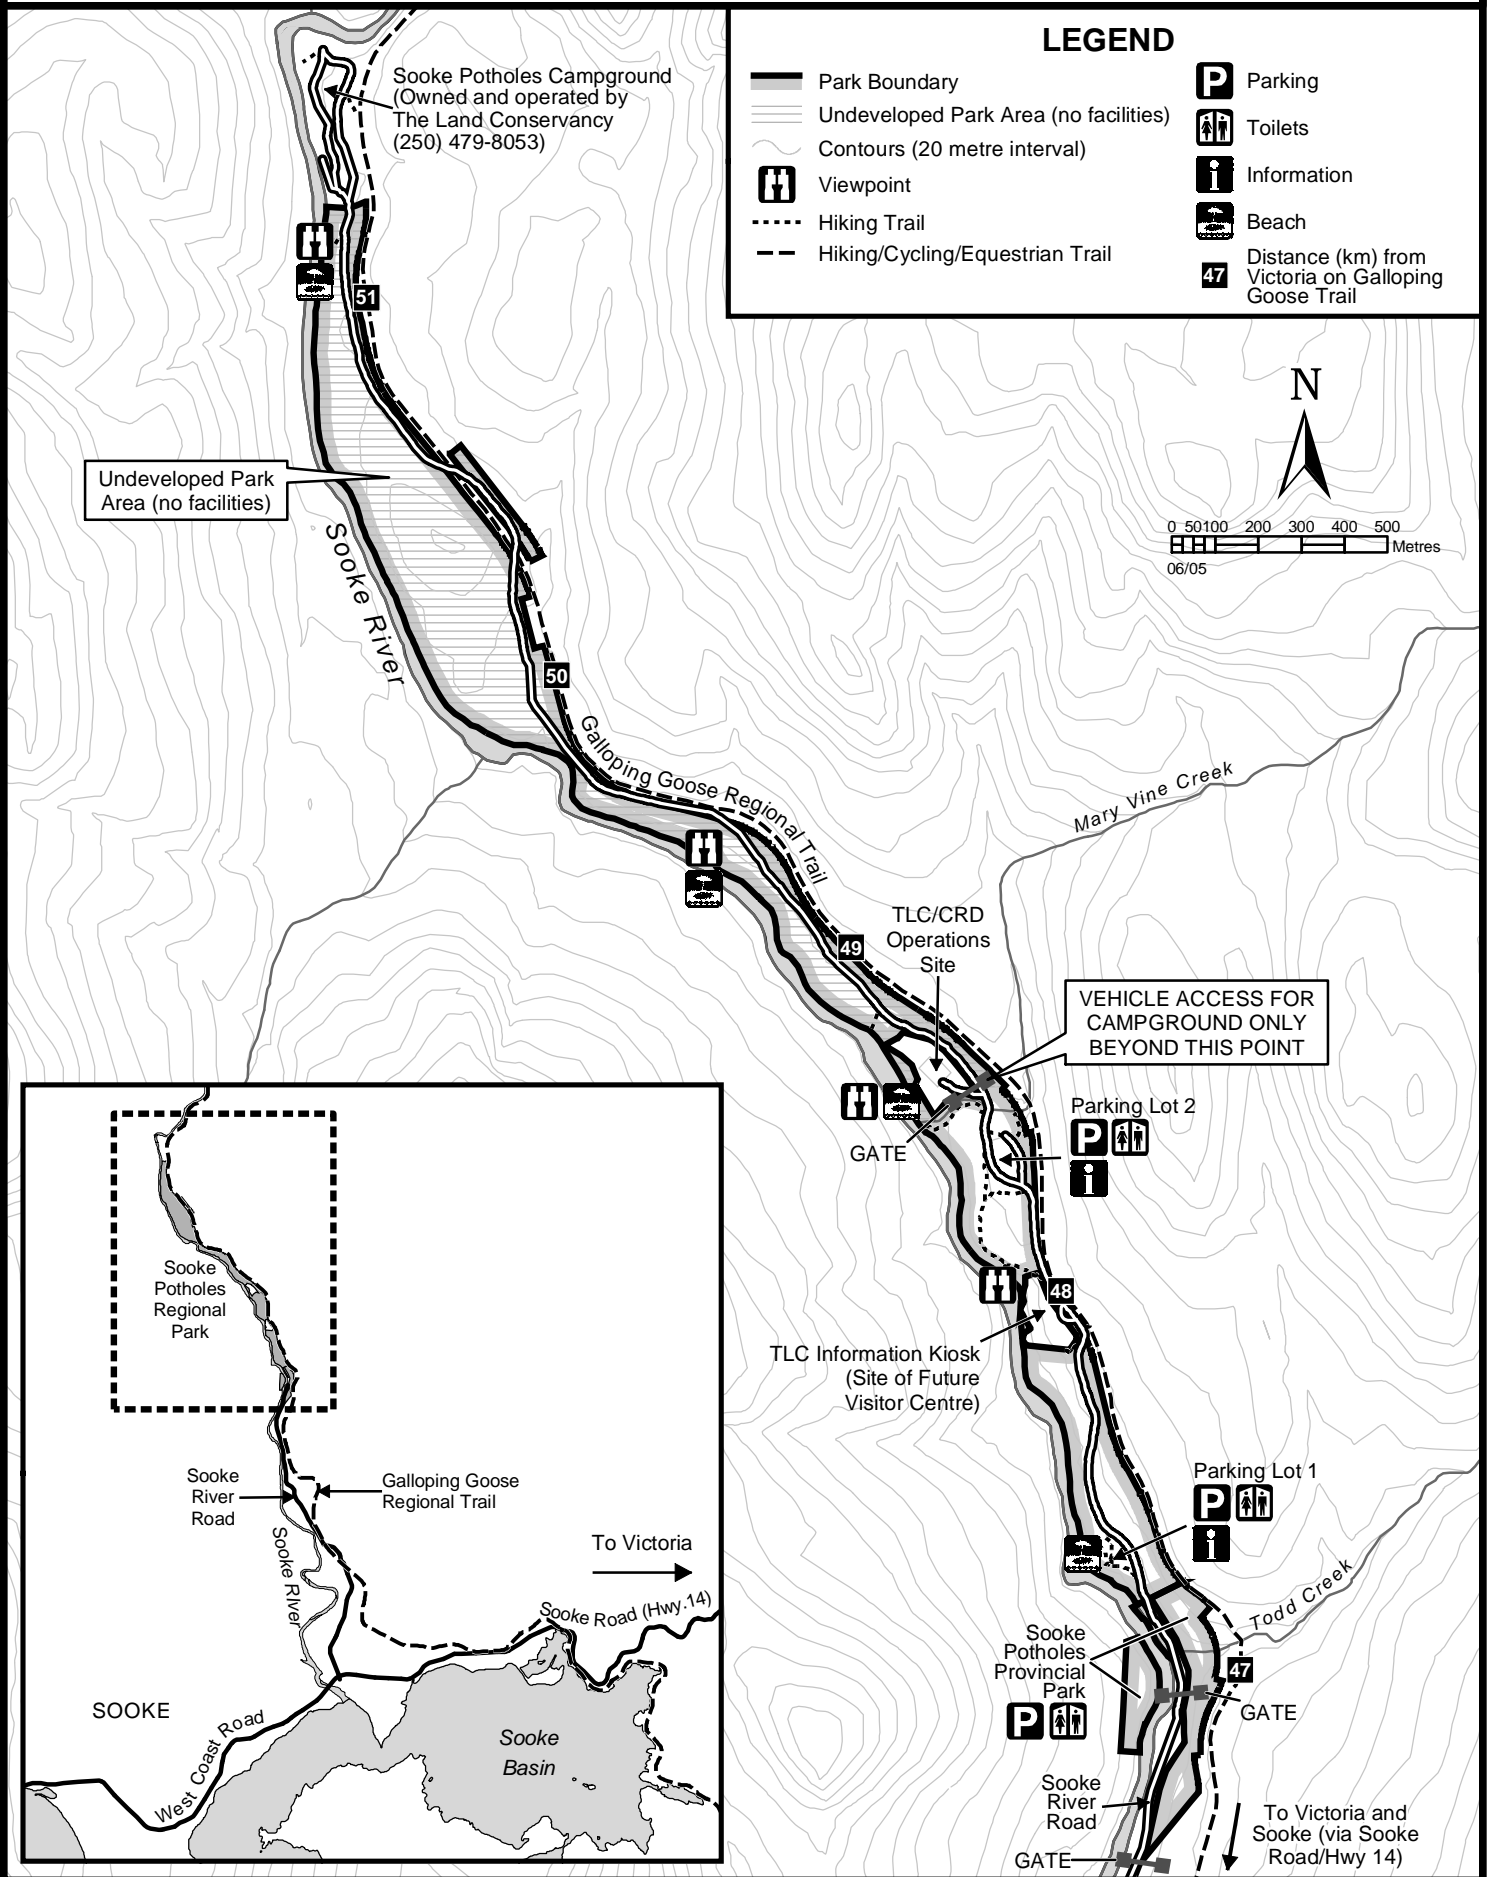 LEGEND
Park Boundary
Undeveloped Park Area (no facilities)
Contours (20 metre interval)
Viewpoint
Hiking Trail
Hiking/Cycling/Equestrian Trail
P Parking
Toilets
i Information
Beach
47 Distance (km) from
Victoria on Galloping
Goose Trail
Sooke Potholes Campground
(Owned and operated by
The Land Conservancy
(250) 479-8053)
51
N
0 50 100 200 300 400 500
Metres
06/05
Undeveloped Park
Area (no facilities)
Sooke River
50
Galloping Goose Regional Trail
Mary Vine Creek
49
TLC/CRD
Operations
Site
VEHICLE ACCESS FOR
CAMPGROUND ONLY
BEYOND THIS POINT
GATE
Parking Lot 2
P
i
48
TLC Information Kiosk
(Site of Future
Visitor Centre)
Parking Lot 1
P
i
Todd Creek
Sooke
Potholes
Provincial
Park
P
47
GATE
Sooke
River
Road
To Victoria and
Sooke (via Sooke
Road/Hwy 14)
GATE
Sooke
Potholes
Regional
Park
Sooke
River
Road
Galloping Goose
Regional Trail
Sooke RIver
To Victoria
Sooke Road (Hwy.14)
SOOKE
West Coast Road
Sooke
Basin